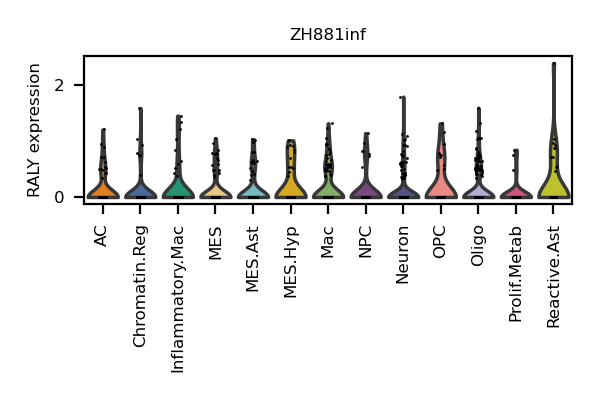 ZH881inf
RALY expression
2
0
AC
Chromatin.Reg
Inflammatory.Mac
MES
MES.Ast
MES.Hyp
Mac
NPC
Neuron
OPC
Oligo
Prolif.Metab
Reactive.Ast